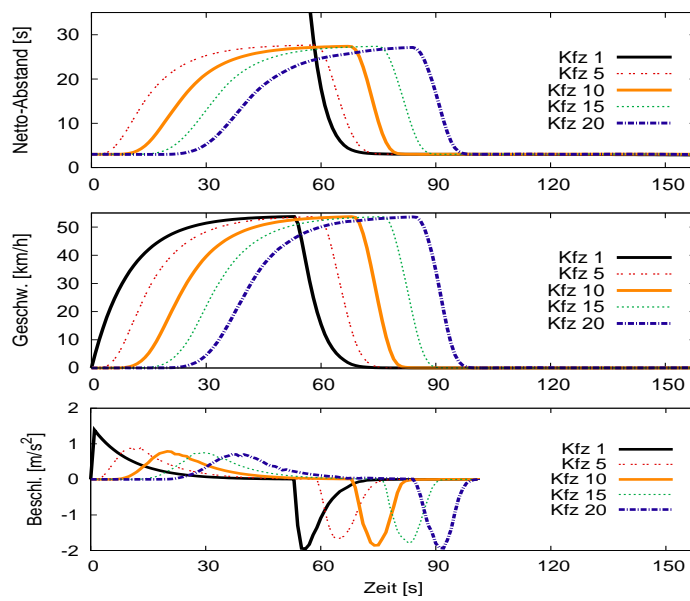 Netto-Abstand [s]
30
20
10
0
Kfz 1
Kfz 5
Kfz 10
Kfz 15
Kfz 20
0 30 60 90 120 150
Geschw. [km/h]
50
40
30
20
10
0
Kfz 1
Kfz 5
Kfz 10
Kfz 15
Kfz 20
0 30 60 90 120 150
Beschl. [m/s²]
2
1
0
-1
-2
Kfz 1
Kfz 5
Kfz 10
Kfz 15
Kfz 20
0 30 60 90 120 150
Zeit [s]